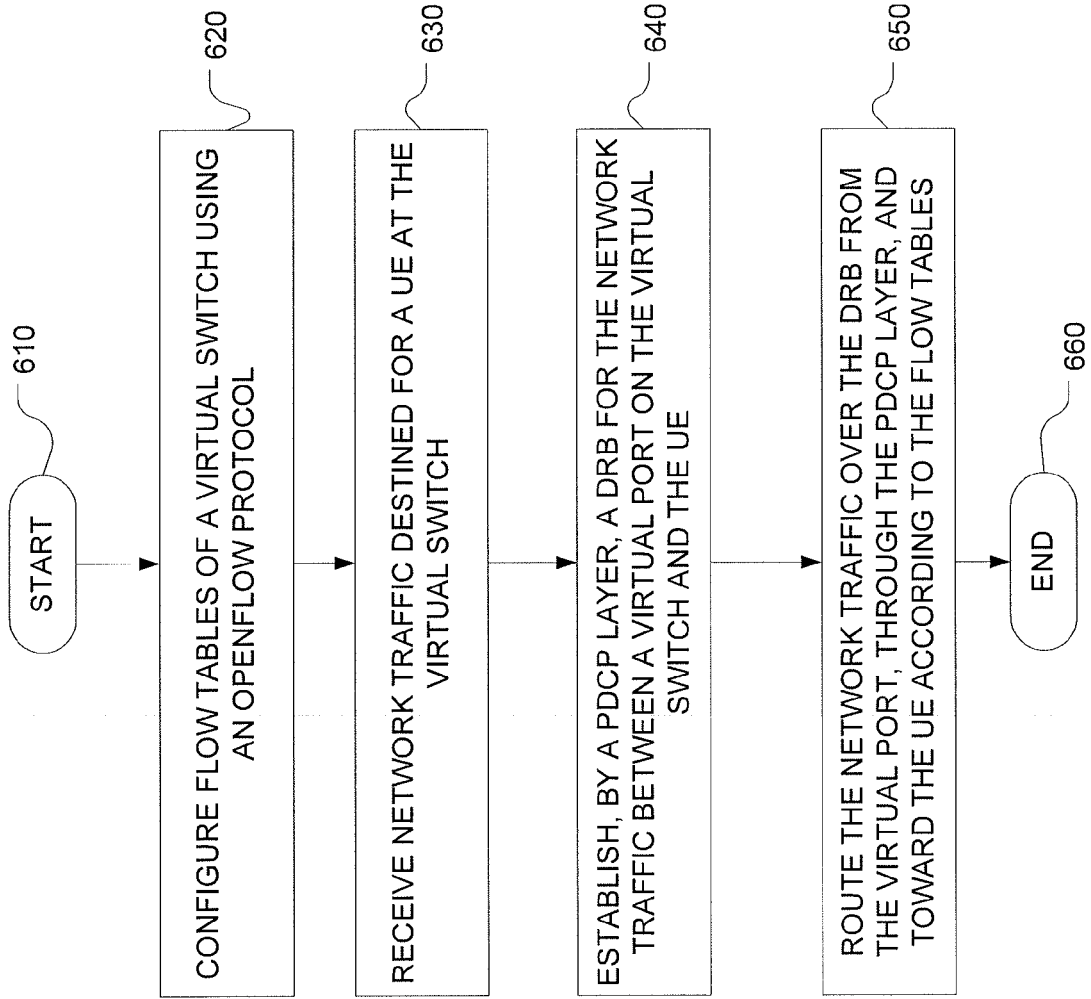 START
610
CONFIGURE FLOW TABLES OF A VIRTUAL SWITCH USING
AN OPENFLOW PROTOCOL
620
RECEIVE NETWORK TRAFFIC DESTINED FOR A UE AT THE
VIRTUAL SWITCH
630
ESTABLISH, BY A PDCP LAYER, A DRB FOR THE NETWORK
TRAFFIC BETWEEN A VIRTUAL PORT ON THE VIRTUAL
SWITCH AND THE UE
640
ROUTE THE NETWORK TRAFFIC OVER THE DRB FROM
THE VIRTUAL PORT, THROUGH THE PDCP LAYER, AND
TOWARD THE UE ACCORDING TO THE FLOW TABLES
650
END
660